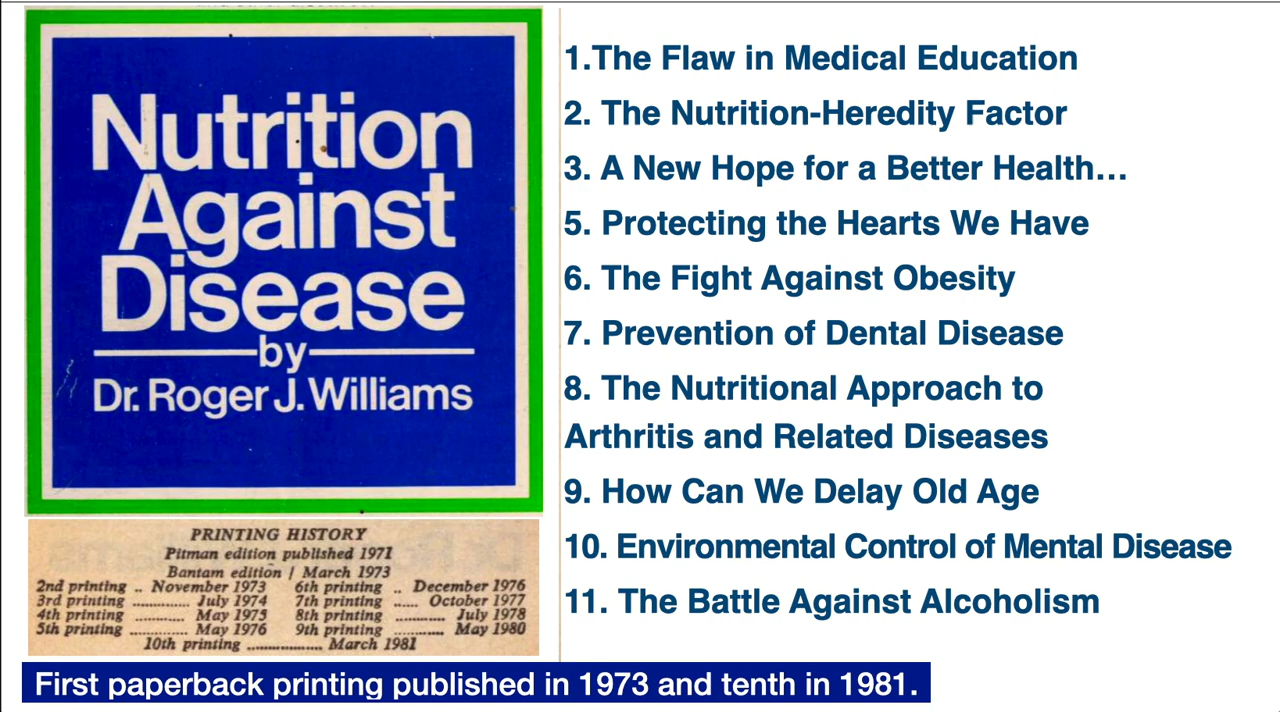 Nutrition
Against
Disease
by
Dr. Roger J. Williams
PRINTING HISTORY
Pitman edition published 1971
Bantam edition / March 1973
2nd printing .. November 1973 6th printing .. December 1976
3rd printing ............ July 1974 7th printing ..... October 1977
4th printing ........... May 1975 8th printing .......... July 1978
5th printing ............ May 1976 9th printing .......... May 1980
10th printing .................. March 1981
First paperback printing published in 1973 and tenth in 1981.
1.The Flaw in Medical Education
2. The Nutrition-Heredity Factor
3. A New Hope for a Better Health...
5. Protecting the Hearts We Have
6. The Fight Against Obesity
7. Prevention of Dental Disease
8. The Nutritional Approach to
Arthritis and Related Diseases
9. How Can We Delay Old Age
10. Environmental Control of Mental Disease
11. The Battle Against Alcoholism